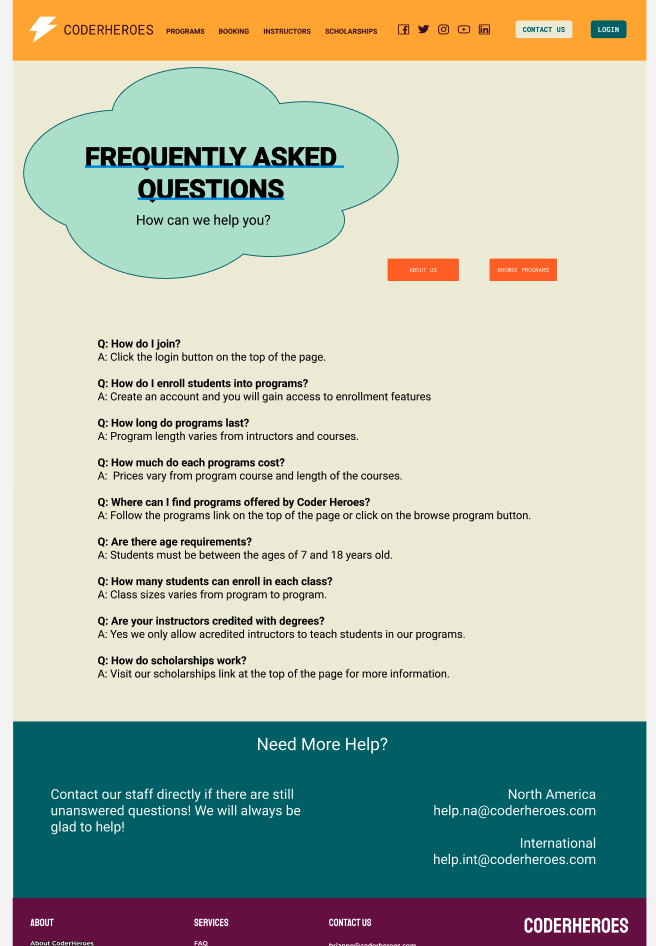 CODERHEROES PROGRAMS BOOKING INSTRUCTORS SCHOLARSHIPS CONTACT US LOGIN
FREQUENTLY ASKED
QUESTIONS
How can we help you?
ABOUT US BROWSE PROGRAMS
Q: How do I join?
A: Click the login button on the top of the page.
Q: How do I enroll students into programs?
A: Create an account and you will gain access to enrollment features
Q: How long do programs last?
A: Program length varies from intructors and courses.
Q: How much do each programs cost?
A:  Prices vary from program course and length of the courses.
Q: Where can I find programs offered by Coder Heroes?
A: Follow the programs link on the top of the page or click on the browse program button.
Q: Are there age requirements?
A: Students must be between the ages of 7 and 18 years old.
Q: How many students can enroll in each class?
A: Class sizes varies from program to program.
Q: Are your instructors credited with degrees?
A: Yes we only allow acredited intructors to teach students in our programs.
Q: How do scholarships work?
A: Visit our scholarships link at the top of the page for more information.
Need More Help?
Contact our staff directly if there are still
unanswered questions! We will always be
glad to help!
North America
help.na@coderheroes.com
International
help.int@coderheroes.com
ABOUT SERVICES CONTACT US CODERHEROES
About CoderHeroes FAQ brianne@coderheroes.com